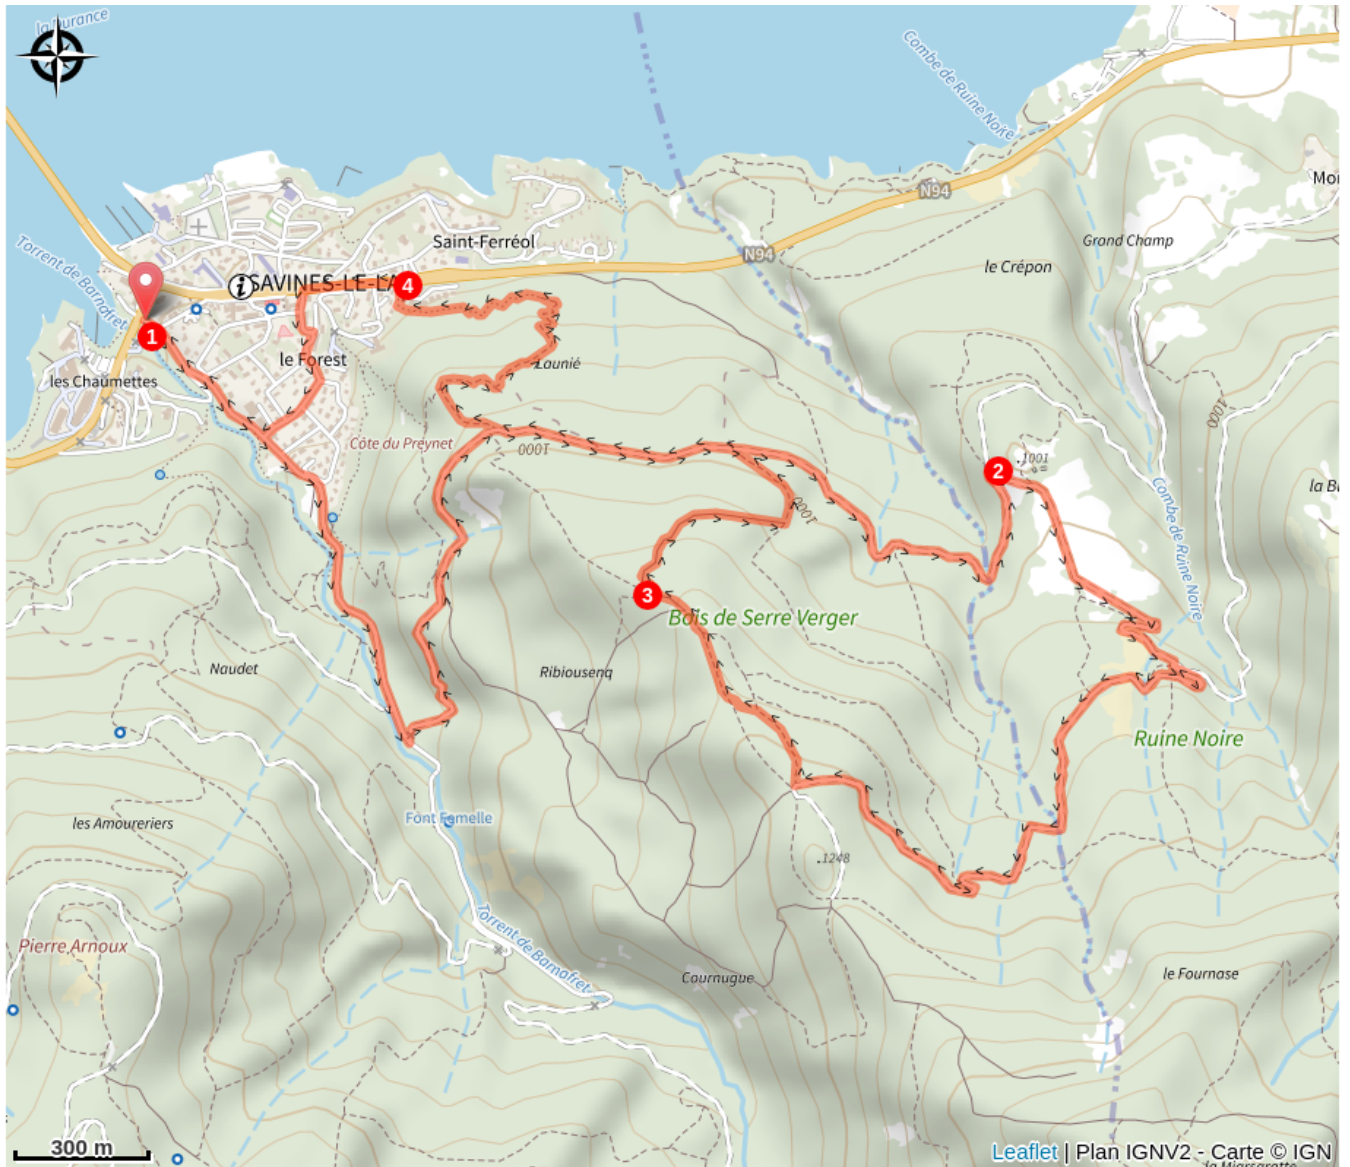 la Durance
Combe de Ruine Noire
N94
Grand Champ
Torrent de Barnafret
Saint-Ferréol
N94
le Crépon
i
SAVINES-LE-LA
4
1
le Forest
Launié
les Chaumettes
1000
Côte du Preynet
1000
2
1001
1000
Combe de Ruine Noire
3
Bois de Serre Verger
Naudet
Ribiousenq
Ruine Noire
les Amoureriers
Font Femelle
.1248
Torrent de Barnafret
Pierre Arnoux
Cournugue
le Fournase
300 m
Leaflet | Plan IGNV2 - Carte © IGN